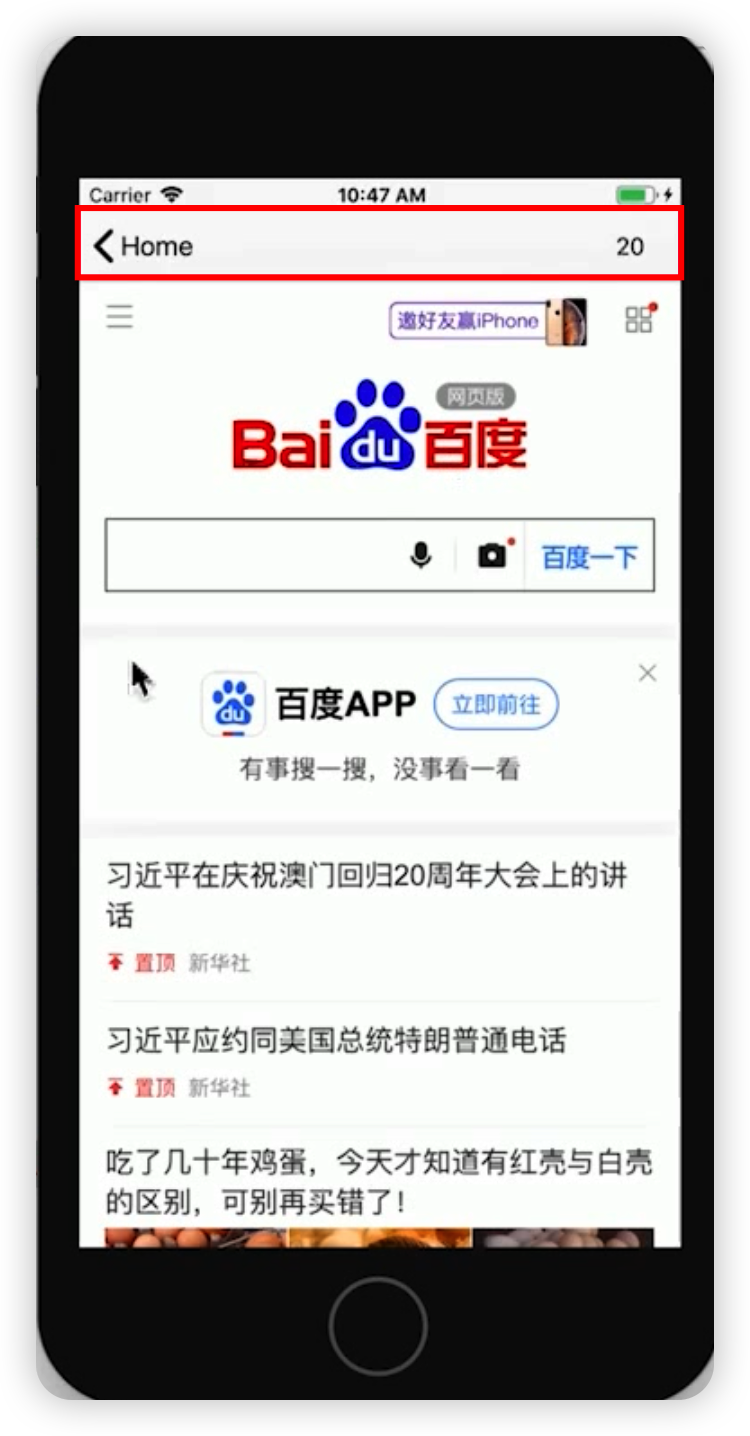 Carrier 10:47 AM
Home 20
邀好友赢iPhone
网页版
Bai du 百度
百度一下
du 百度APP 立即前往
有事搜一搜，没事看一看
习近平在庆祝澳门回归20周年大会上的讲
话
置顶 新华社
习近平应约同美国总统特朗普通电话
置顶 新华社
吃了几十年鸡蛋，今天才知道有红壳与白壳
的区别，可别再买错了！